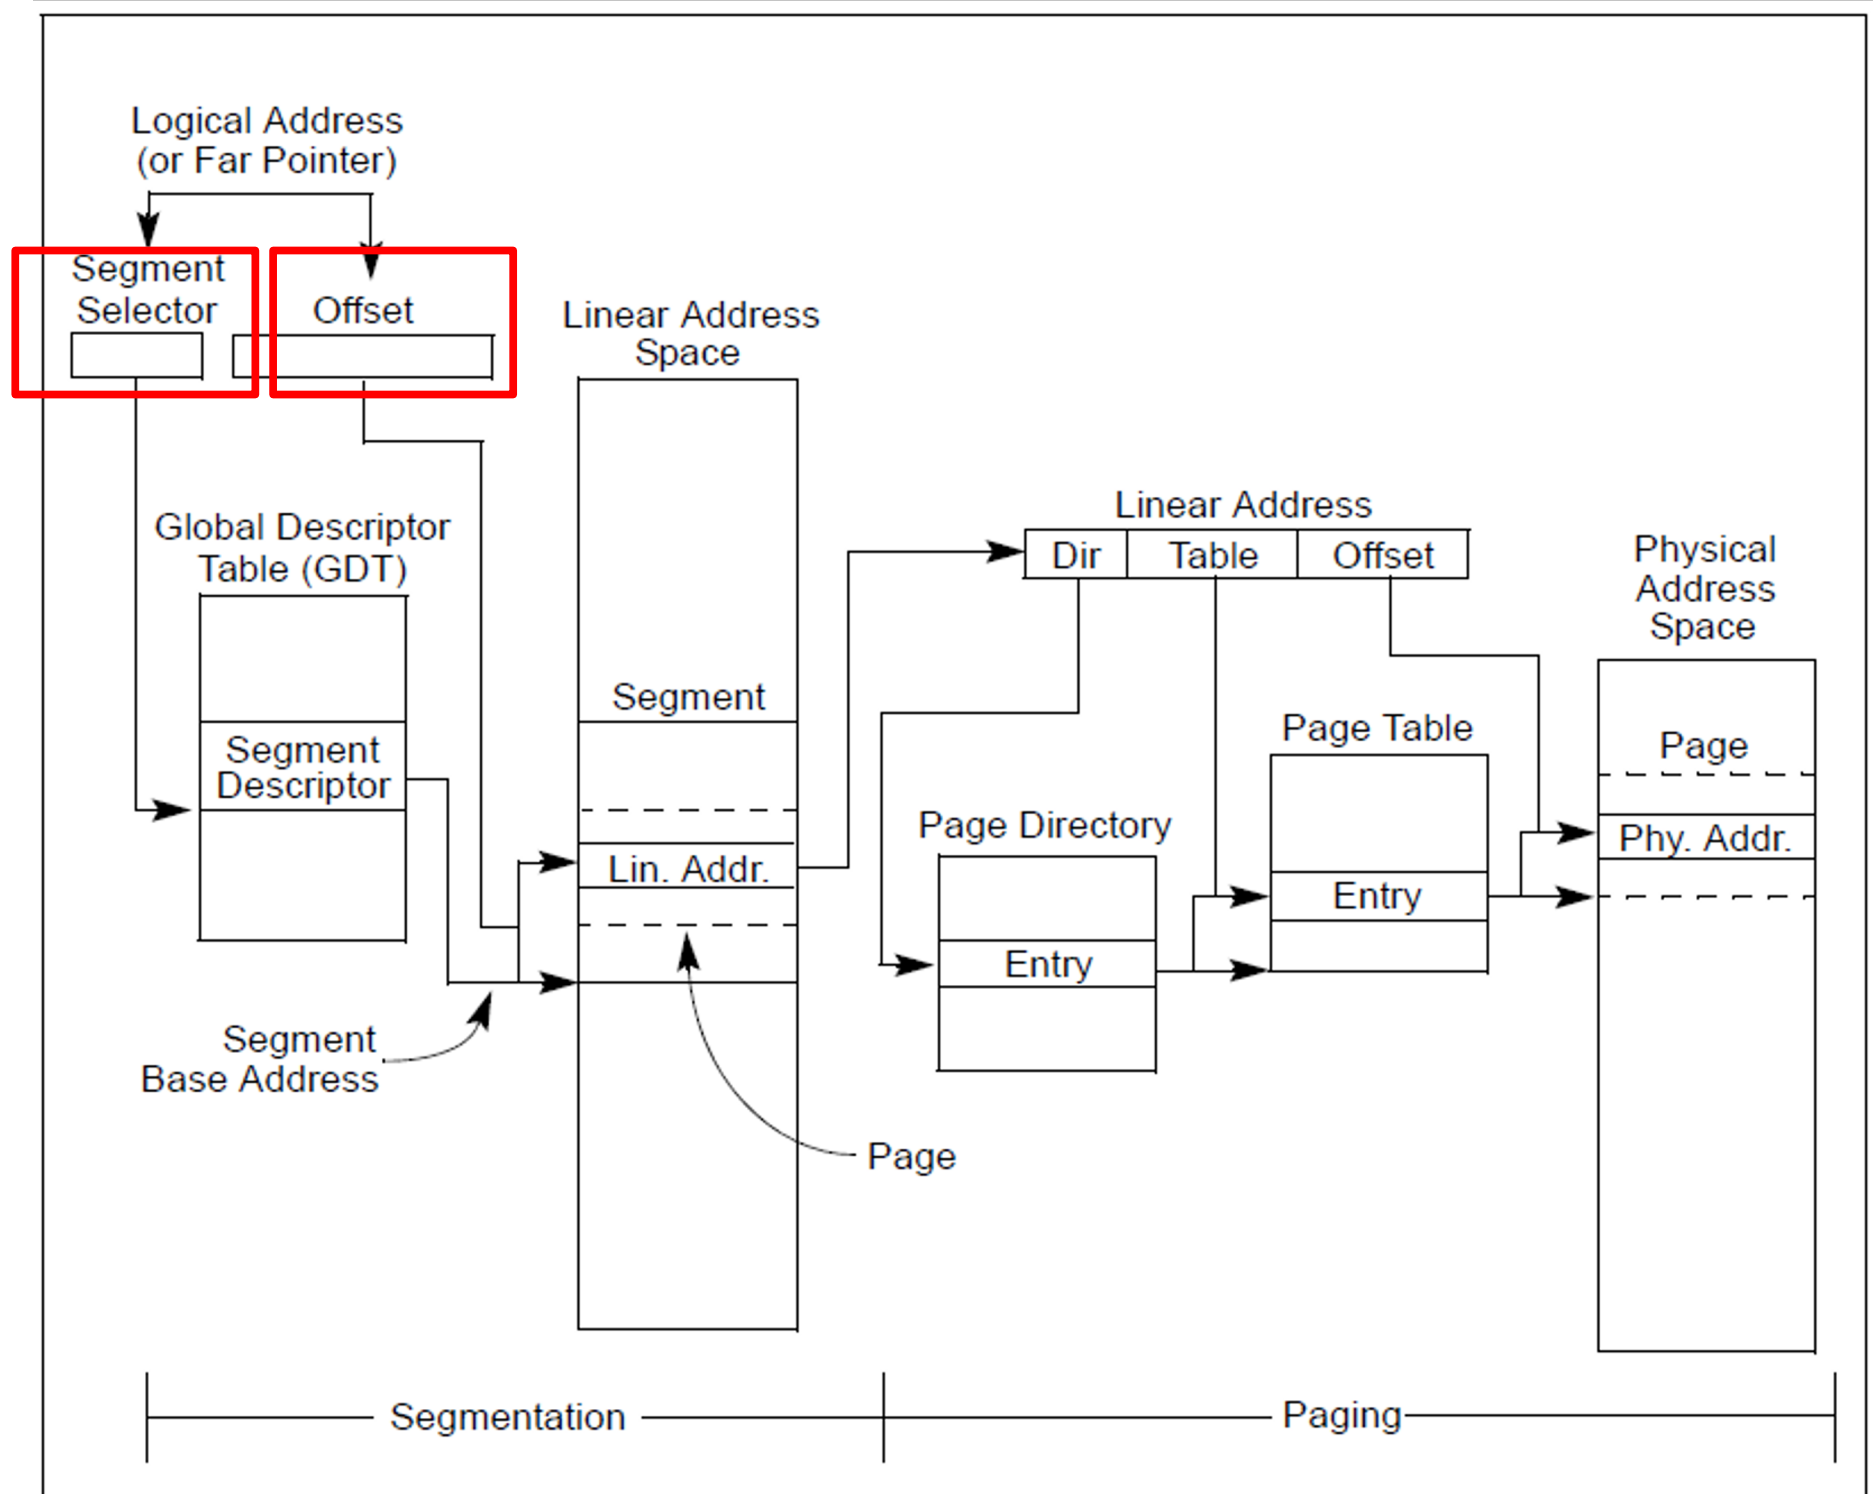 Logical Address
(or Far Pointer)
Segment
Selector
Offset
Linear Address
Space
Global Descriptor
Table (GDT)
Segment
Descriptor
Segment
Lin. Addr.
Segment
Base Address
Page
Linear Address
Dir Table Offset
Page Directory
Entry
Page Table
Entry
Physical
Address
Space
Page
Phy. Addr.
Segmentation
Paging